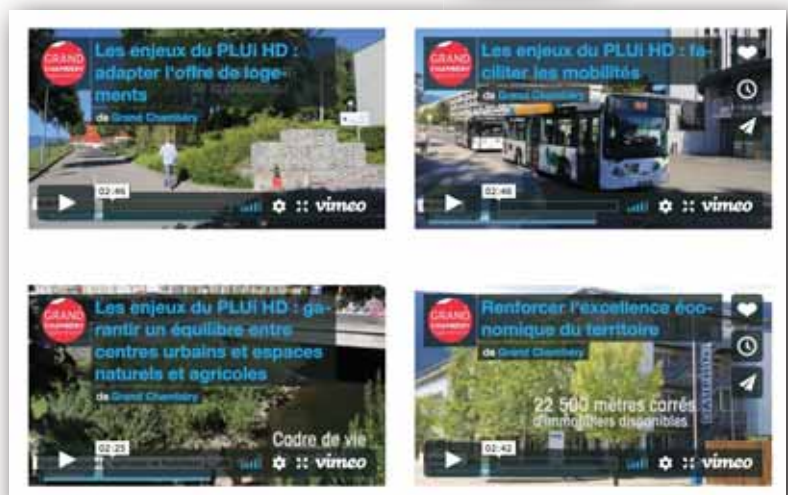 GRAND
CHAMBÉRY
Les enjeux du PLUi HD :
adapter l'offre de loge-
ments
de Grand Chambéry
02:46
vimeo
GRAND
CHAMBÉRY
Les enjeux du PLUi HD : fa-
ciliter les mobilités
de Grand Chambéry
02:46
vimeo
GRAND
CHAMBÉRY
Les enjeux du PLUi HD : ga-
rantir un équilibre entre
centres urbains et espaces
naturels et agricoles
de Grand Chambéry
Cadre de vie
02:25
vimeo
GRAND
CHAMBÉRY
Renforcer l'excellence éco-
nomique du territoire
de Grand Chambéry
22 500 mètres carrés
d'immobiliers disponibles
02:42
vimeo